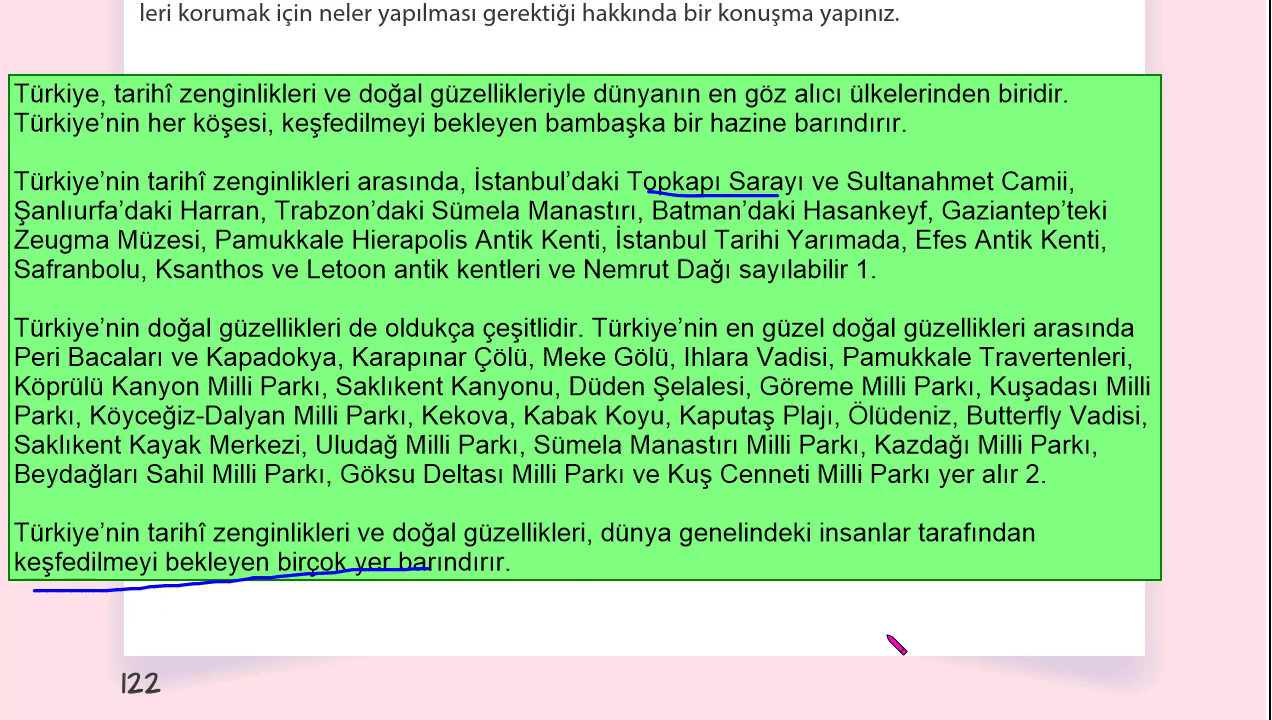 leri korumak için neler yapılması gerektiği hakkında bir konuşma yapınız.
Türkiye, tarihî zenginlikleri ve doğal güzellikleriyle dünyanın en göz alıcı ülkelerinden biridir.
Türkiye’nin her köşesi, keşfedilmeyi bekleyen bambaşka bir hazine barındırır.
Türkiye’nin tarihî zenginlikleri arasında, İstanbul’daki Topkapı Sarayı ve Sultanahmet Camii,
Şanlıurfa’daki Harran, Trabzon’daki Sümela Manastırı, Batman’daki Hasankeyf, Gaziantep’teki
Zeugma Müzesi, Pamukkale Hierapolis Antik Kenti, İstanbul Tarihi Yarımada, Efes Antik Kenti,
Safranbolu, Ksanthos ve Letoon antik kentleri ve Nemrut Dağı sayılabilir 1.
Türkiye’nin doğal güzellikleri de oldukça çeşitlidir. Türkiye’nin en güzel doğal güzellikleri arasında
Peri Bacaları ve Kapadokya, Karapınar Çölü, Meke Gölü, Ihlara Vadisi, Pamukkale Travertenleri,
Köprülü Kanyon Milli Parkı, Saklıkent Kanyonu, Düden Şelalesi, Göreme Milli Parkı, Kuşadası Milli
Parkı, Köyceğiz-Dalyan Milli Parkı, Kekova, Kabak Koyu, Kaputaş Plajı, Ölüdeniz, Butterfly Vadisi,
Saklıkent Kayak Merkezi, Uludağ Milli Parkı, Sümela Manastırı Milli Parkı, Kazdağı Milli Parkı,
Beydağları Sahil Milli Parkı, Göksu Deltası Milli Parkı ve Kuş Cenneti Milli Parkı yer alır 2.
Türkiye’nin tarihî zenginlikleri ve doğal güzellikleri, dünya genelindeki insanlar tarafından
keşfedilmeyi bekleyen birçok yer barındırır.
122